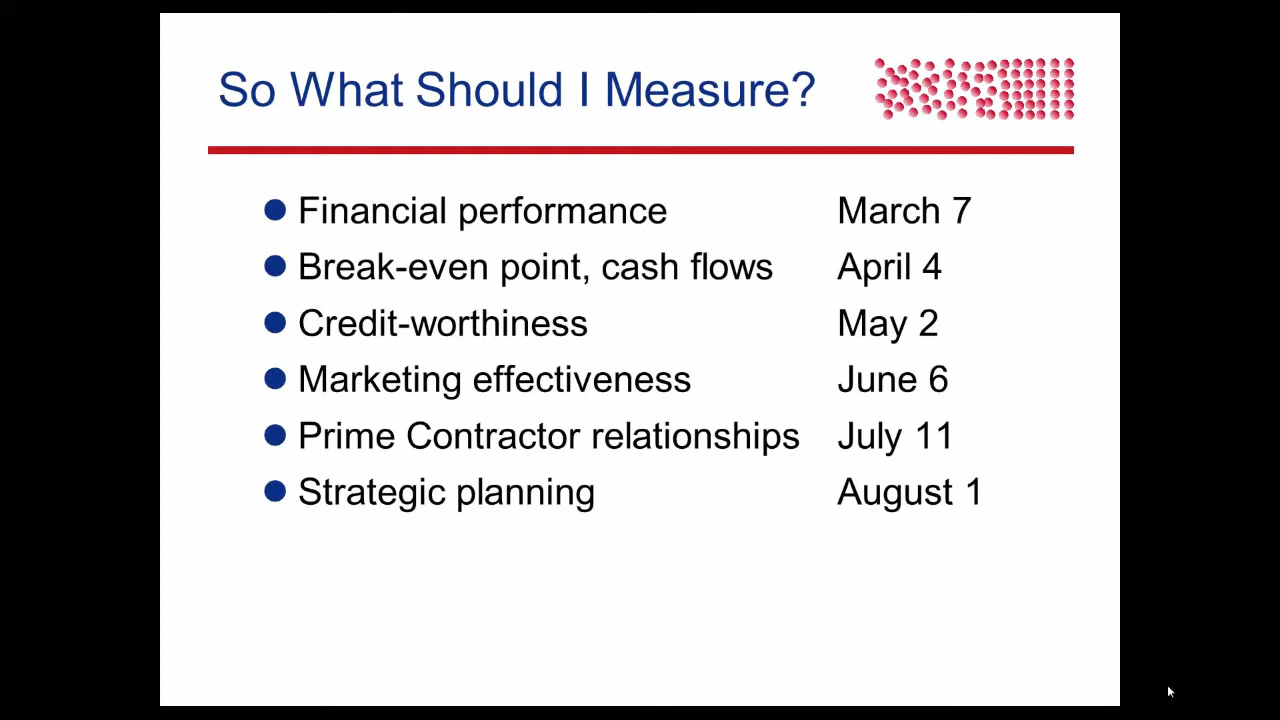 So What Should I Measure?
Financial performance March 7
Break-even point, cash flows April 4
Credit-worthiness May 2
Marketing effectiveness June 6
Prime Contractor relationships July 11
Strategic planning August 1